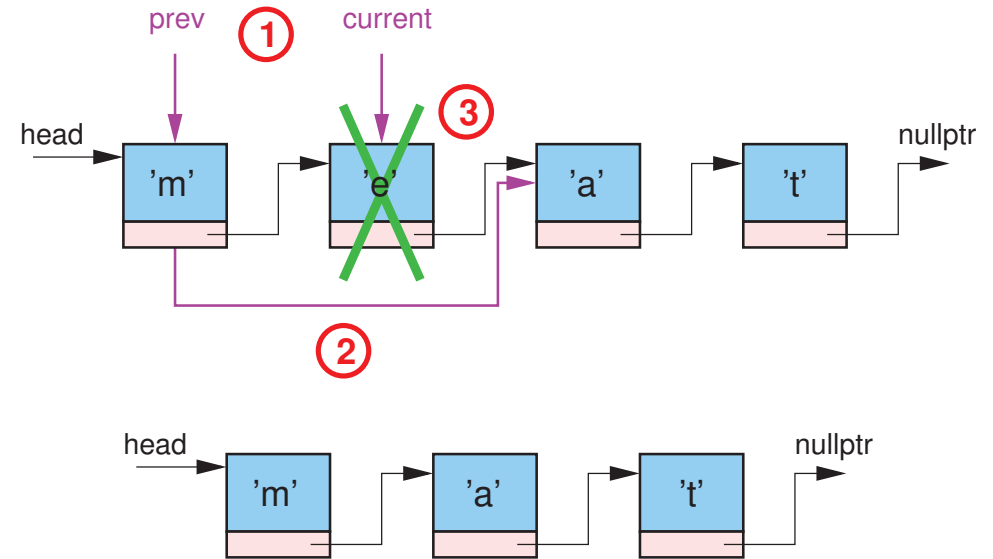 prev 1 current
3
head nullptr
'm' 'e' 'a' 't'
2
head nullptr
'm' 'a' 't'